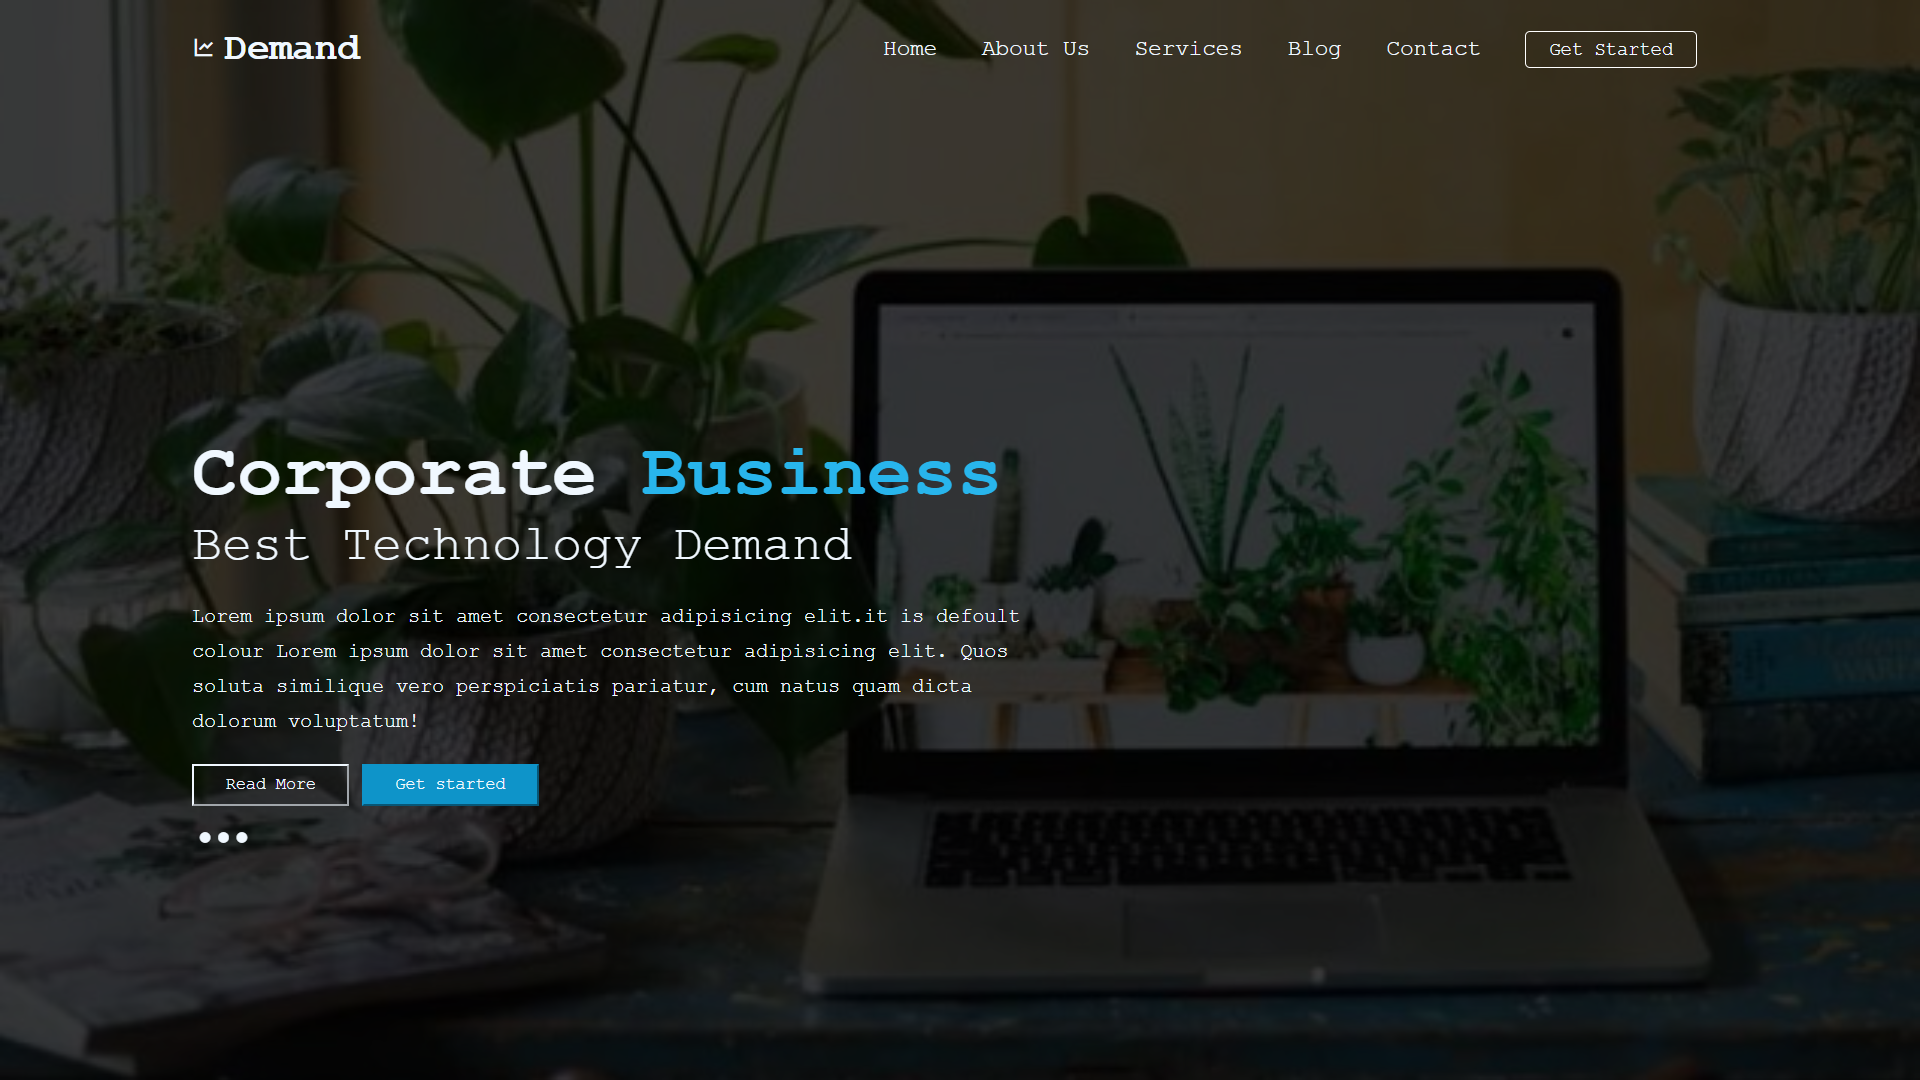 Demand
Home About Us Services Blog Contact Get Started
Corporate Business
Best Technology Demand
Lorem ipsum dolor sit amet consectetur adipisicing elit.it is defoult
colour Lorem ipsum dolor sit amet consectetur adipisicing elit. Quos
soluta similique vero perspiciatis pariatur, cum natus quam dicta
dolorum voluptatum!
Read More Get started